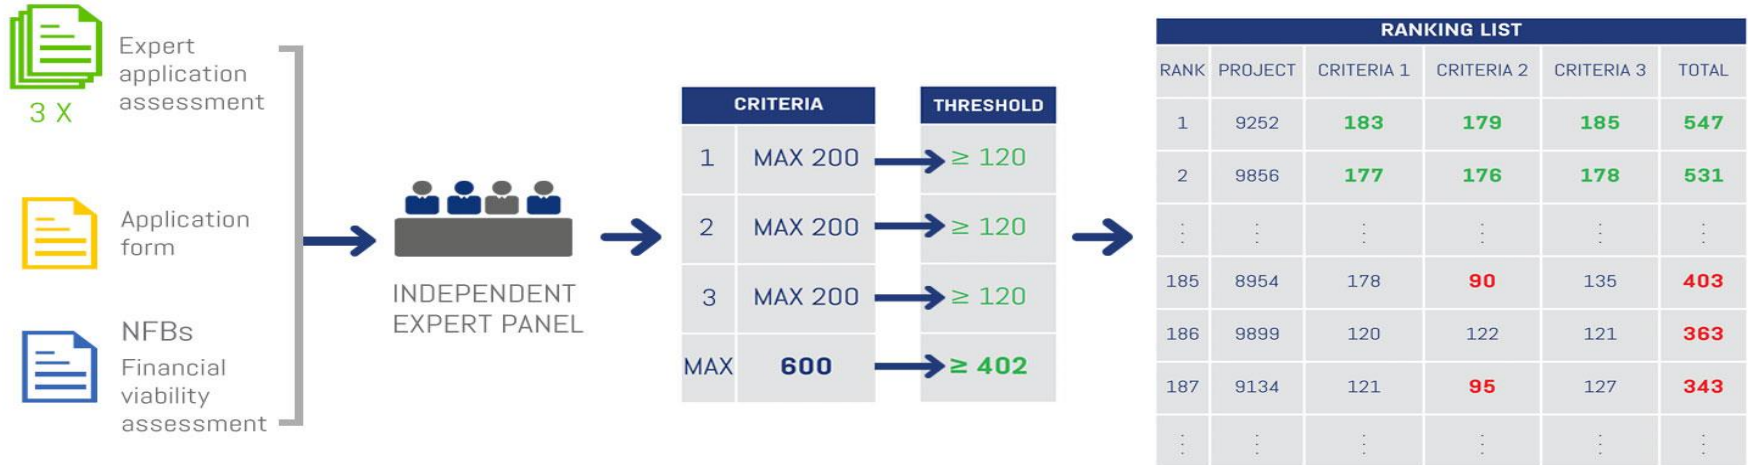 Expert
application
assessment
3 X
Application
form
NFBs
Financial
viability
assessment
INDEPENDENT
EXPERT PANEL
CRITERIA THRESHOLD
1 MAX 200 ≥ 120
2 MAX 200 ≥ 120
3 MAX 200 ≥ 120
MAX 600 ≥ 402
RANKING LIST
RANK PROJECT CRITERIA 1 CRITERIA 2 CRITERIA 3 TOTAL
1 9252 183 179 185 547
2 9856 177 176 178 531
: : : : : :
185 8954 178 90 135 403
186 9899 120 122 121 363
187 9134 121 95 127 343
: : : : : :